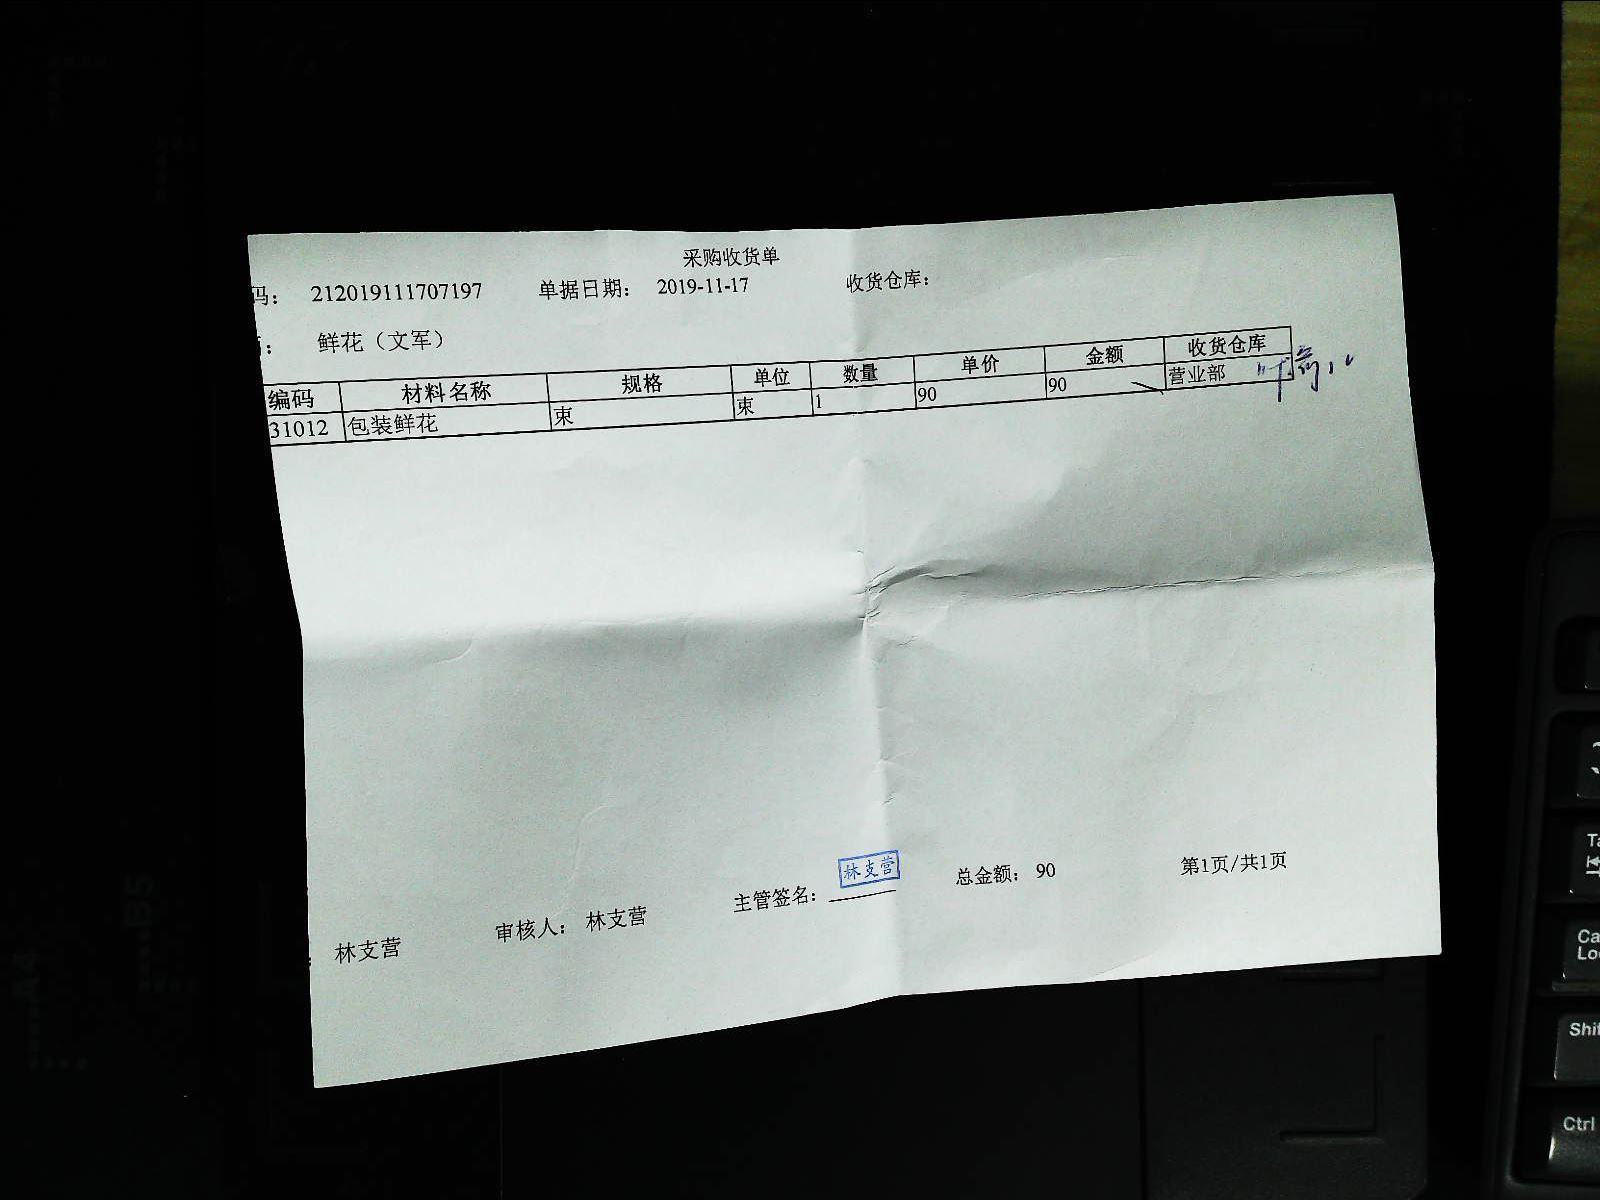 采购收货单
码： 212019111707197 单据日期： 2019-11-17 收货仓库：
： 鲜花（文军）
编码 材料名称 规格 单位 数量 单价 金额 收货仓库
31012 包装鲜花 束 束 1 90 90 营业部
： 林支营 审核人： 林支营 主管签名： 林支营 总金额： 90 第1页/共1页
Ca
Shif
Ctrl